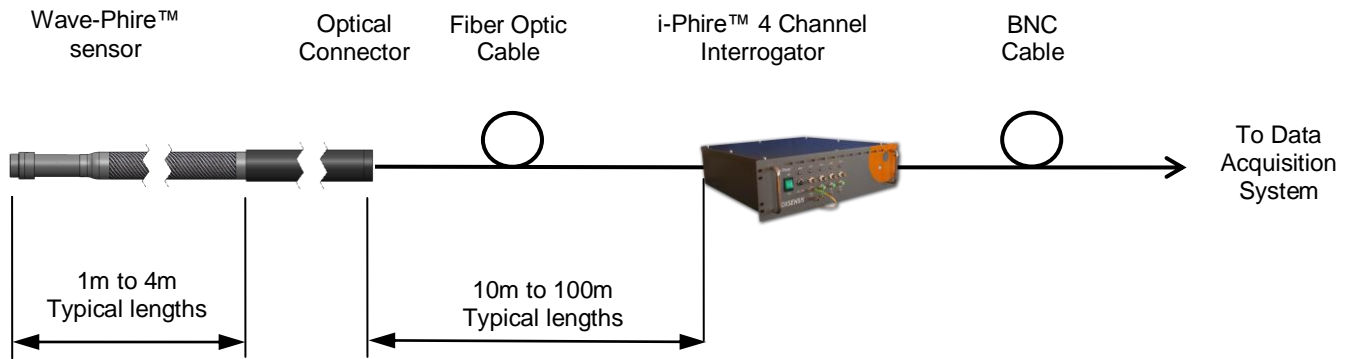 Wave-Phire™
sensor
Optical
Connector
Fiber Optic
Cable
i-Phire™ 4 Channel
Interrogator
BNC
Cable
To Data
Acquisition
System
OXSENSIS
1m to 4m
Typical lengths
10m to 100m
Typical lengths